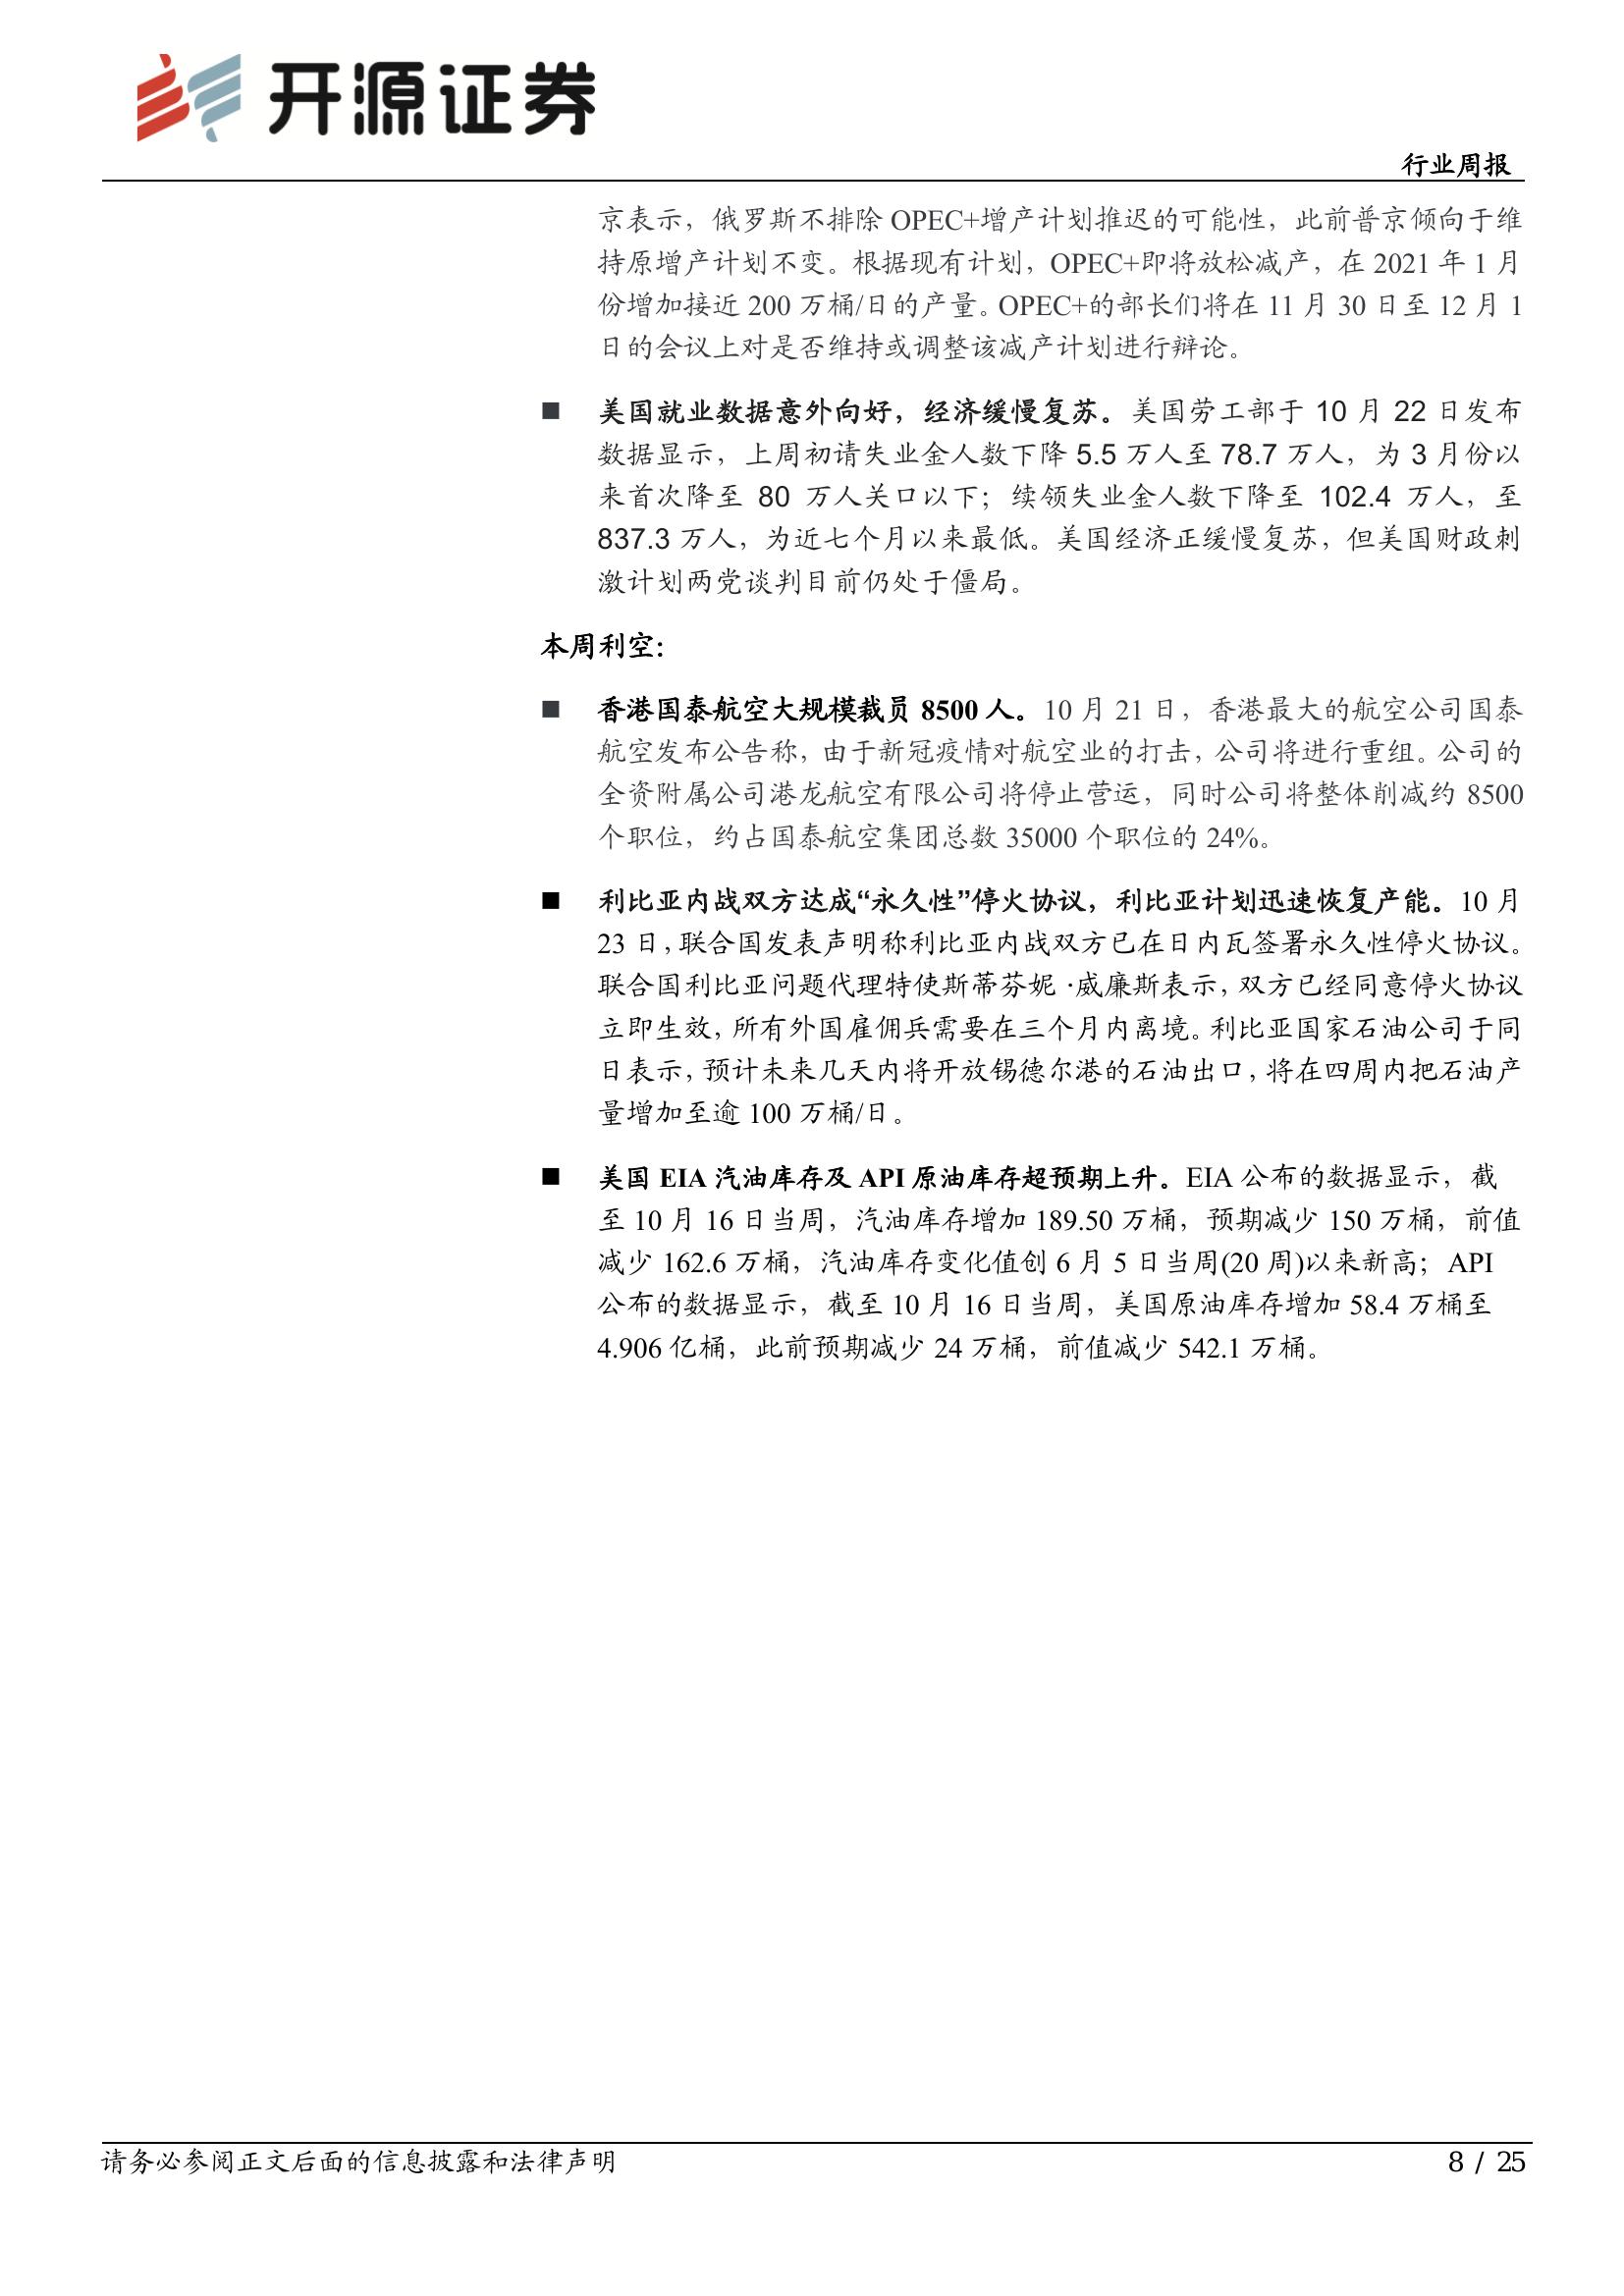 开源证券
行业周报
京表示，俄罗斯不排除 OPEC+增产计划推迟的可能性，此前普京倾向于维
持原增产计划不变。根据现有计划，OPEC+即将放松减产，在 2021 年 1 月
份增加接近 200 万桶/日的产量。OPEC+的部长们将在 11 月 30 日至 12 月 1
日的会议上对是否维持或调整该减产计划进行辩论。
■ 美国就业数据意外向好，经济缓慢复苏。美国劳工部于 10 月 22 日发布
数据显示，上周初请失业金人数下降 5.5 万人至 78.7 万人，为 3 月份以
来首次降至 80 万人关口以下；续领失业金人数下降至 102.4 万人，至
837.3 万人，为近七个月以来最低。美国经济正缓慢复苏，但美国财政刺
激计划两党谈判目前仍处于僵局。
本周利空：
■ 香港国泰航空大规模裁员 8500 人。10 月 21 日，香港最大的航空公司国泰
航空发布公告称，由于新冠疫情对航空业的打击，公司将进行重组。公司的
全资附属公司港龙航空有限公司将停止营运，同时公司将整体削减约 8500
个职位，约占国泰航空集团总数 35000 个职位的 24%。
■ 利比亚内战双方达成“永久性”停火协议，利比亚计划迅速恢复产能。10 月
23 日，联合国发表声明称利比亚内战双方已在日内瓦签署永久性停火协议。
联合国利比亚问题代理特使斯蒂芬妮 ·威廉斯表示，双方已经同意停火协议
立即生效，所有外国雇佣兵需要在三个月内离境。利比亚国家石油公司于同
日表示，预计未来几天内将开放锡德尔港的石油出口，将在四周内把石油产
量增加至逾 100 万桶/日。
■ 美国 EIA 汽油库存及 API 原油库存超预期上升。EIA 公布的数据显示，截
至 10 月 16 日当周，汽油库存增加 189.50 万桶，预期减少 150 万桶，前值
减少 162.6 万桶，汽油库存变化值创 6 月 5 日当周(20 周)以来新高；API
公布的数据显示，截至 10 月 16 日当周，美国原油库存增加 58.4 万桶至
4.906 亿桶，此前预期减少 24 万桶，前值减少 542.1 万桶。
请务必参阅正文后面的信息披露和法律声明
8 / 25